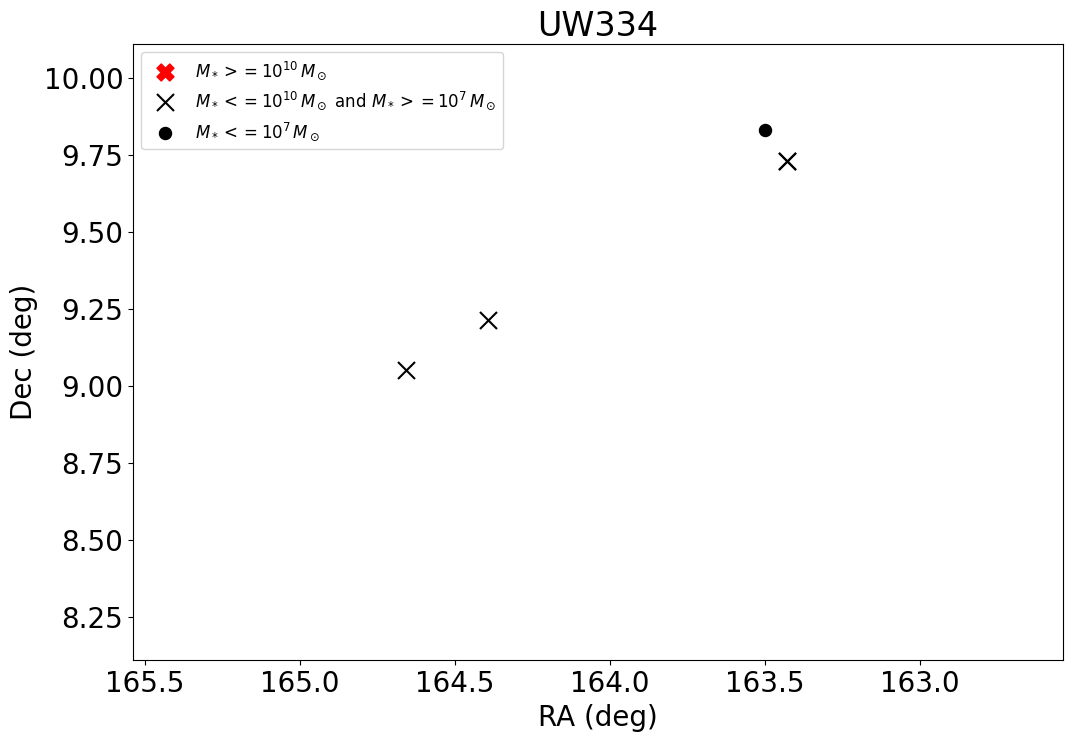 UW334
M* >= 10^10 M⊙
M* <= 10^10 M⊙ and M* >= 10^7 M⊙
M* <= 10^7 M⊙
10.00
9.75
9.50
9.25
9.00
8.75
8.50
8.25
Dec (deg)
165.5 165.0 164.5 164.0 163.5 163.0
RA (deg)